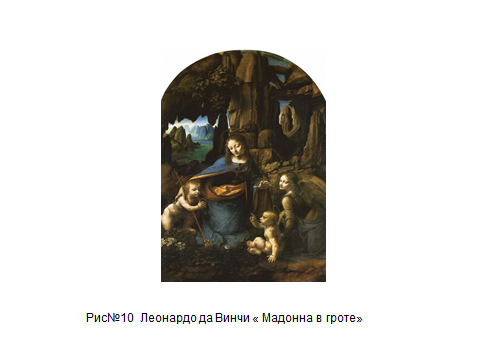 Рис№10 Леонардо да Винчи « Мадонна в гроте»